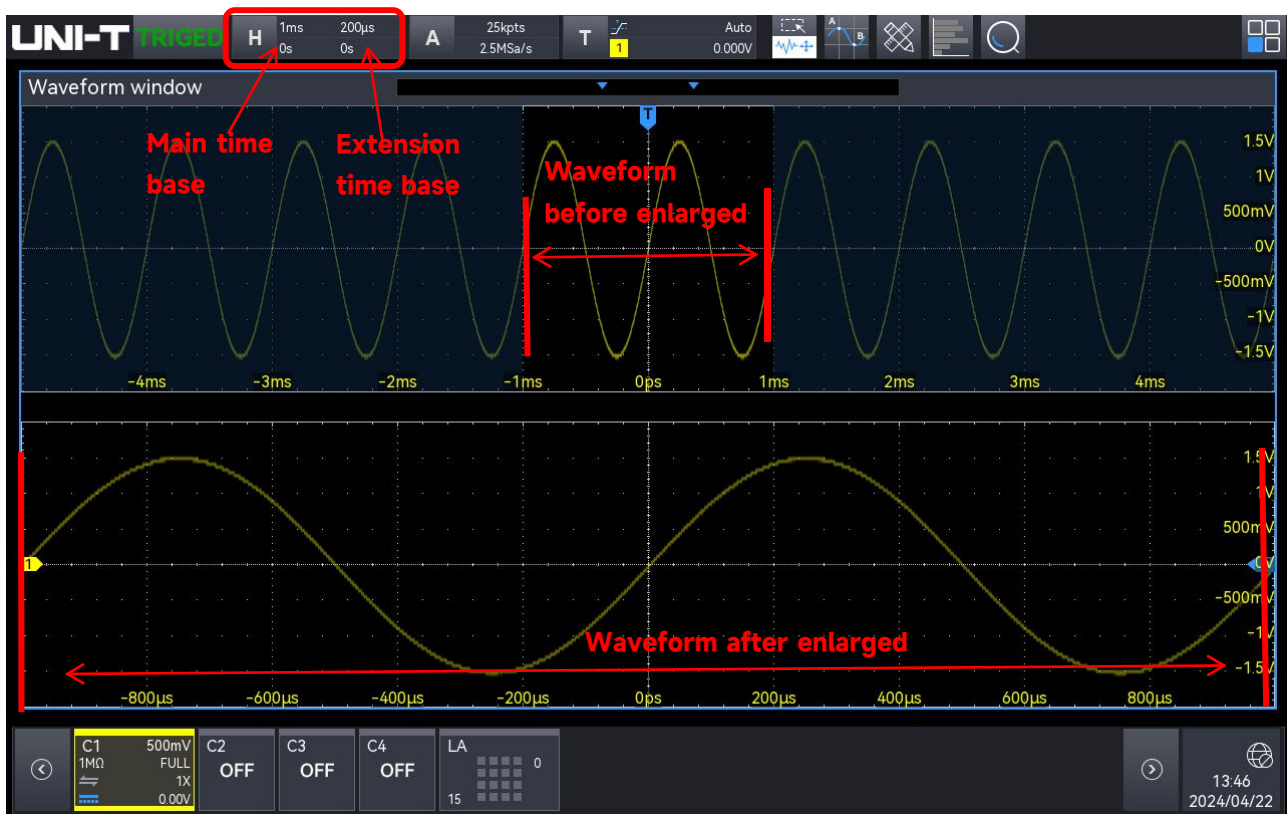 UNI-T TRIGED H 1ms 200μs A 25kpts T Auto A
0s 0s 2.5MSa/s 1 0.000V B
Waveform window
T
Main time
base
Extension
time base
Waveform
before enlarged
1.5V
1V
500mV
0V
-500mV
-1V
-1.5V
-4ms -3ms -2ms -1ms 0ps 1ms 2ms 3ms 4ms
1.5V
1V
500mV
1
0V
-500mV
-1V
-1.5V
Waveform after enlarged
-800μs -600μs -400μs -200μs 0ps 200μs 400μs 600μs 800μs
C1 500mV
1MΩ FULL
1X
0.00V
C2
OFF
C3
OFF
C4
OFF
LA
0
15
13:46
2024/04/22